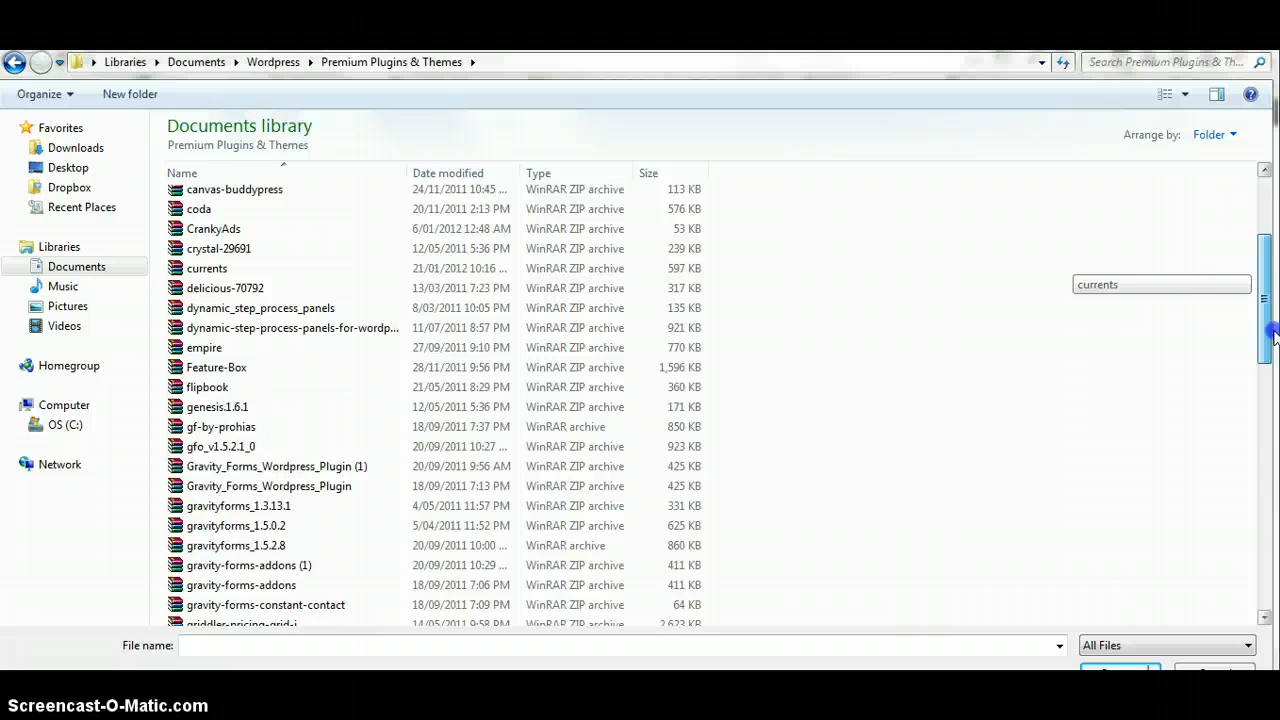 Libraries Documents Wordpress Premium Plugins & Themes Search Premium Plugins & Th...
Organize New folder
Documents library
Premium Plugins & Themes
Arrange by: Folder
Favorites
Downloads
Desktop
Dropbox
Recent Places
Libraries
Documents
Music
Pictures
Videos
Homegroup
Computer
OS (C:)
Network
Name Date modified Type Size
canvas-buddypress 24/11/2011 10:45 ... WinRAR ZIP archive 113 KB
coda 20/11/2011 2:13 PM WinRAR ZIP archive 576 KB
CrankyAds 6/01/2012 12:48 AM WinRAR ZIP archive 53 KB
crystal-29691 12/05/2011 5:36 PM WinRAR ZIP archive 239 KB
currents 21/01/2012 10:16 ... WinRAR ZIP archive 597 KB
delicious-70792 13/03/2011 7:23 PM WinRAR ZIP archive 317 KB
dynamic_step_process_panels 8/03/2011 10:05 PM WinRAR ZIP archive 135 KB
dynamic-step-process-panels-for-wordp... 11/07/2011 8:57 PM WinRAR ZIP archive 921 KB
empire 27/09/2011 9:10 PM WinRAR ZIP archive 770 KB
Feature-Box 28/11/2011 9:56 PM WinRAR ZIP archive 1,596 KB
flipbook 21/05/2011 8:29 PM WinRAR ZIP archive 360 KB
genesis.1.6.1 12/05/2011 5:36 PM WinRAR ZIP archive 171 KB
gf-by-prohias 18/09/2011 7:37 PM WinRAR archive 850 KB
gfo_v1.5.2.1_0 20/09/2011 10:27 ... WinRAR ZIP archive 923 KB
Gravity_Forms_Wordpress_Plugin (1) 20/09/2011 9:56 AM WinRAR ZIP archive 425 KB
Gravity_Forms_Wordpress_Plugin 18/09/2011 7:13 PM WinRAR ZIP archive 425 KB
gravityforms_1.3.13.1 4/05/2011 11:57 PM WinRAR ZIP archive 331 KB
gravityforms_1.5.0.2 5/04/2011 11:52 PM WinRAR ZIP archive 625 KB
gravityforms_1.5.2.8 20/09/2011 10:00 ... WinRAR archive 860 KB
gravity-forms-addons (1) 20/09/2011 10:29 ... WinRAR ZIP archive 411 KB
gravity-forms-addons 18/09/2011 7:06 PM WinRAR ZIP archive 411 KB
gravity-forms-constant-contact 18/09/2011 7:09 PM WinRAR ZIP archive 64 KB
14/05/2011 9:58 PM WinRAR ZIP archive 2,623 KB
currents
File name: All Files
Screencast-O-Matic.com